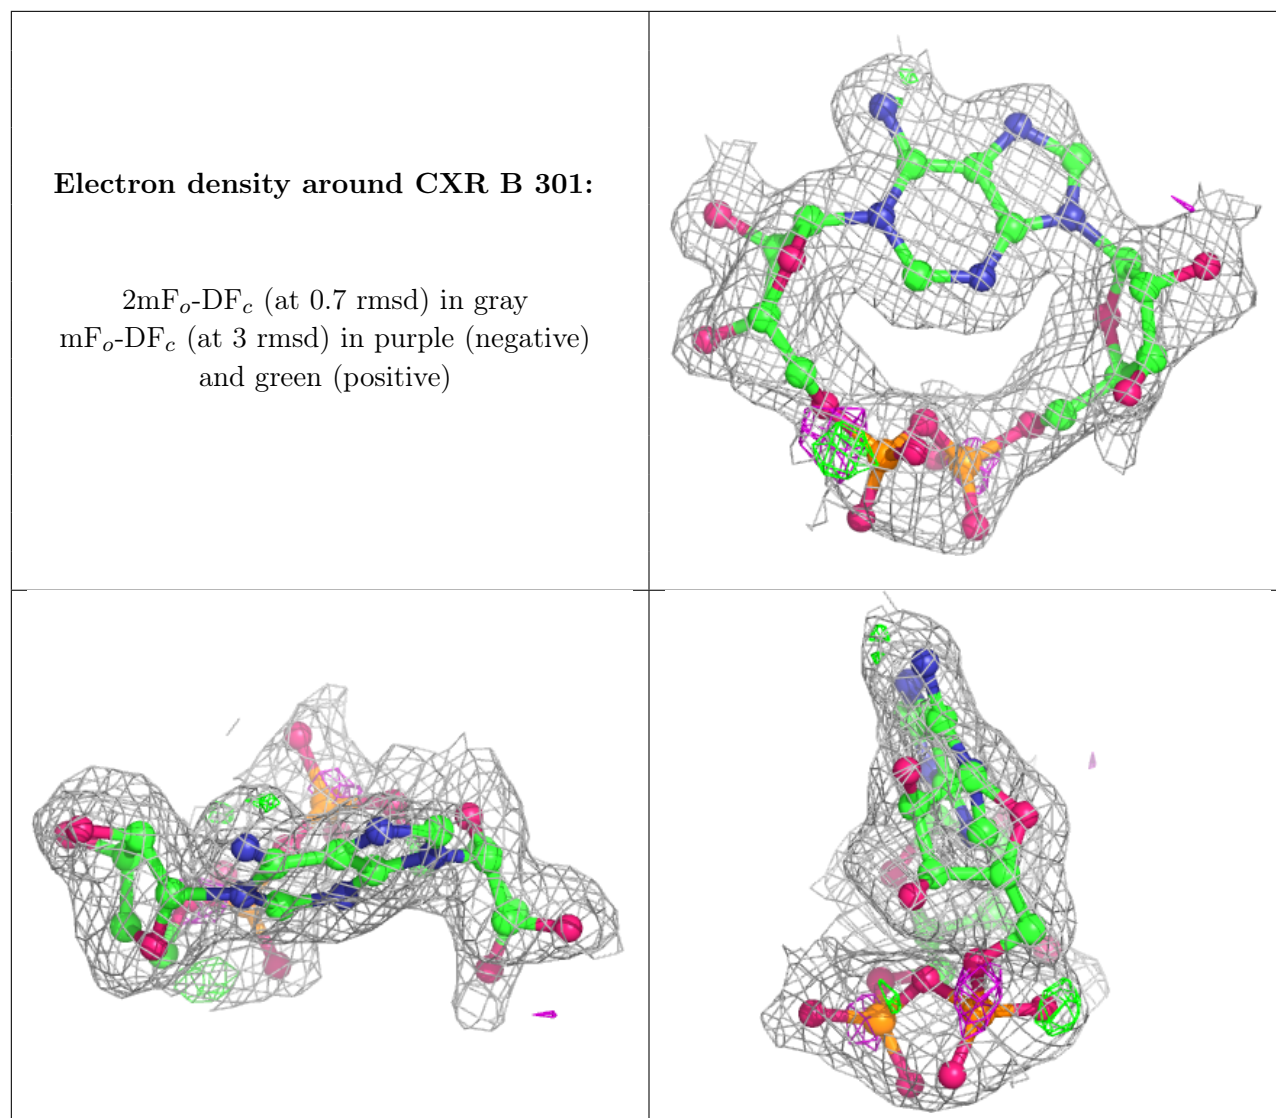 Electron density around CXR B 301:
2mFₒ-DF𝑐 (at 0.7 rmsd) in gray
mFₒ-DF𝑐 (at 3 rmsd) in purple (negative)
and green (positive)